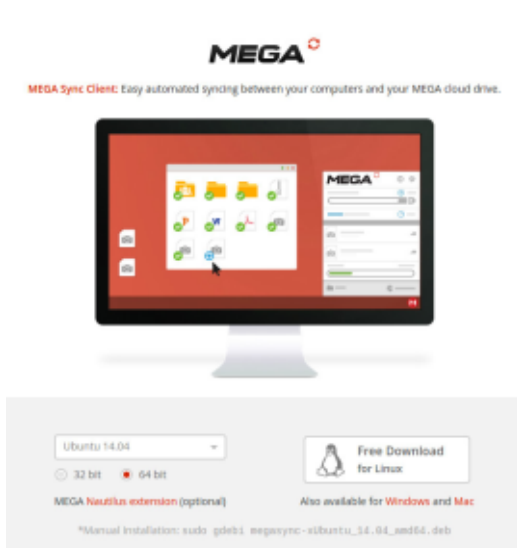 MEGA
MEGA Sync Client: Easy automated syncing between your computers and your MEGA cloud drive.
MEGA
Ubuntu 14.04
32 bit
64 bit
Free Download
for Linux
MEGA Nautilus extension (optional)
Also available for Windows and Mac
*Manual installation: sudo gdebi megasync-xUbuntu_14.04_amd64.deb